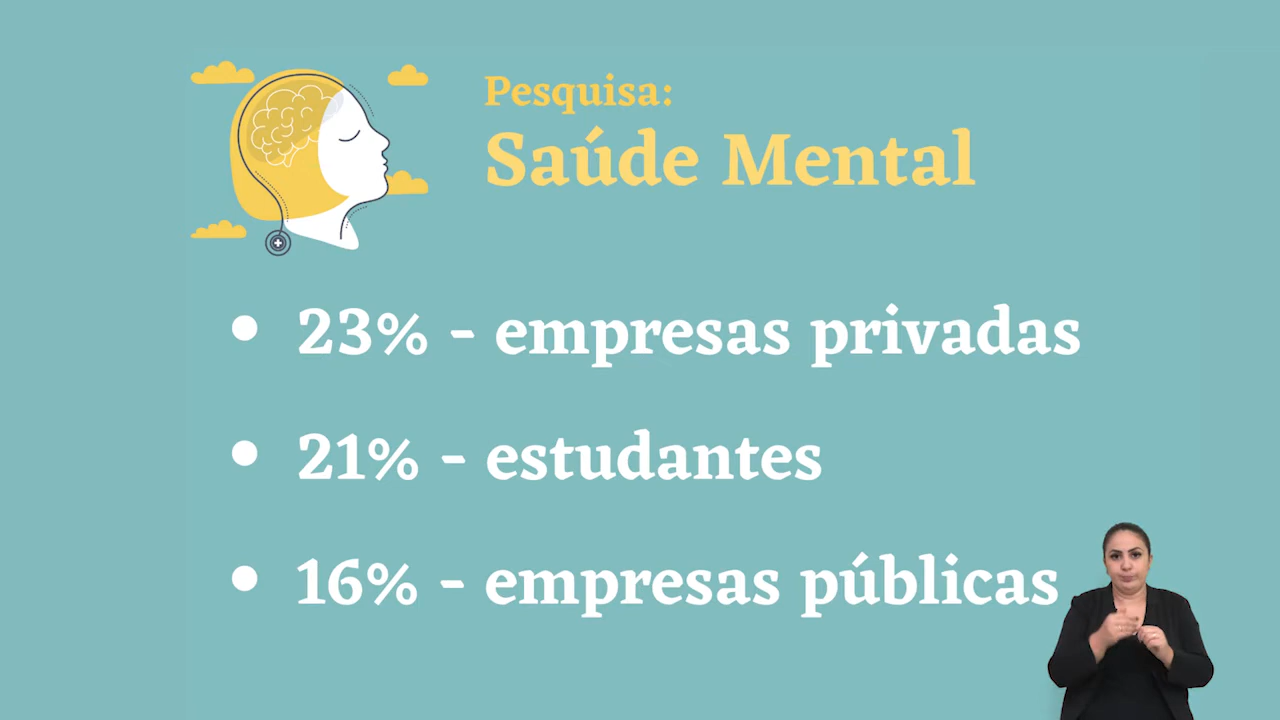 Pesquisa:
Saúde Mental
23% - empresas privadas
21% - estudantes
16% - empresas públicas